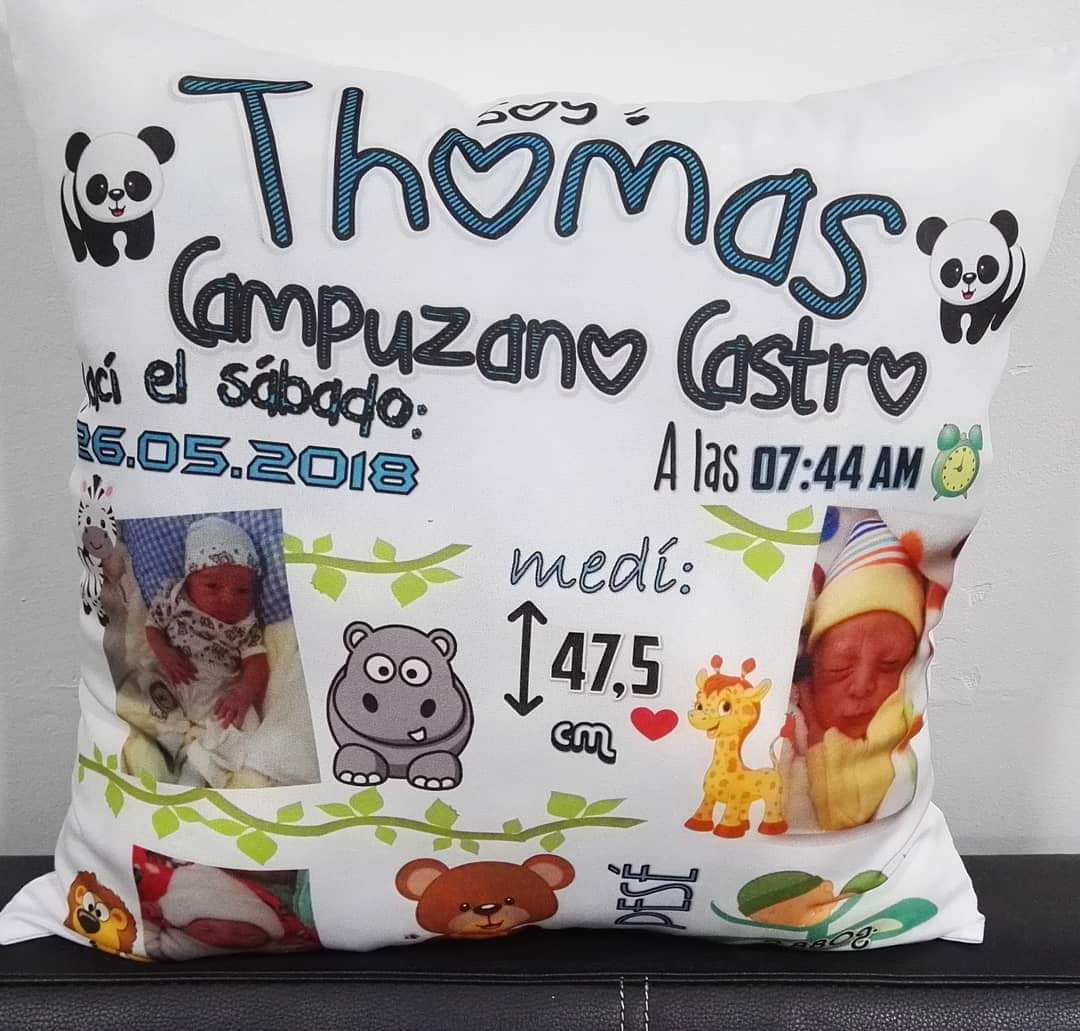 Soy :
Thomas
Campuzano Castro
Nací el sábado:
26.05.2018
A las 07:44 AM
medí:
47,5
cm
PESÉ